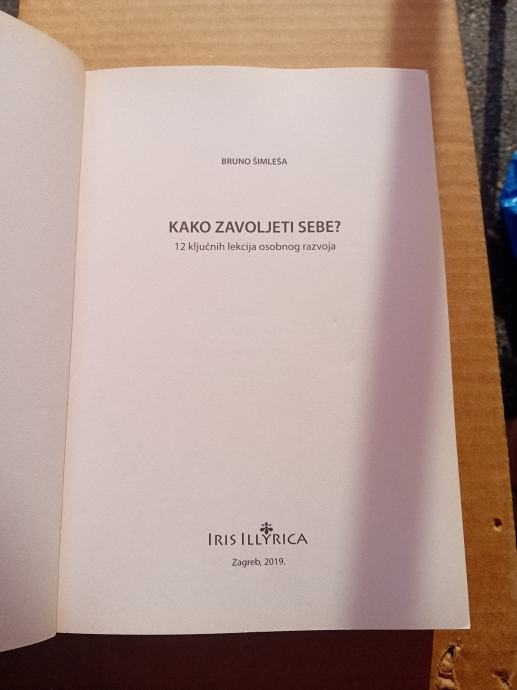 BRUNO ŠIMLEŠA
KAKO ZAVOLJETI SEBE?
12 ključnih lekcija osobnog razvoja
IRIS ILLYRICA
Zagreb, 2019.